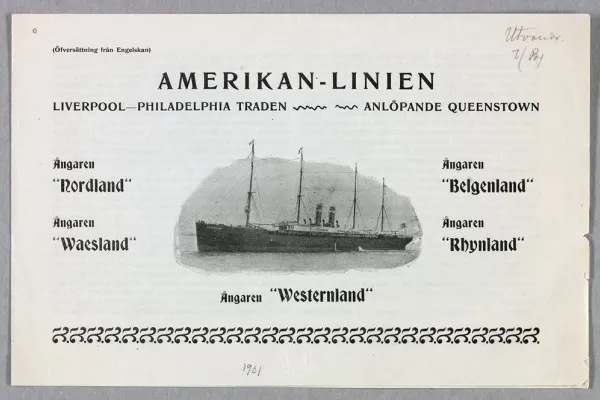 (Öfversättning från Engelskan)
Utvandr.
AMERIKAN-LINIEN
LIVERPOOL—PHILADELPHIA TRADEN ANLÖPANDE QUEENSTOWN
Ångaren
"Nordland"
Ångaren
"Belgenland"
Ångaren
"Waesland"
Ångaren
"Rhynland"
Ångaren "Westernland"
1901